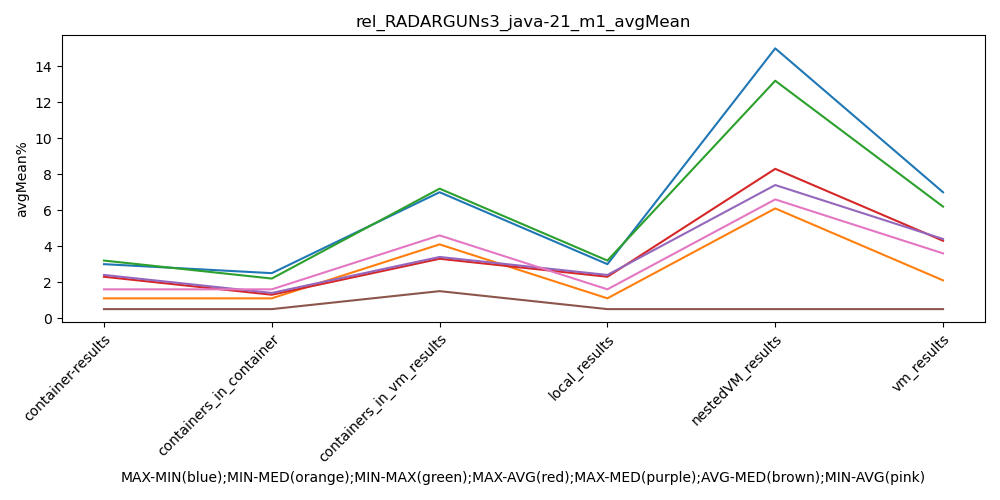 rel_RADARGUNs3_java-21_m1_avgMean
avgMean%
14
12
10
8
6
4
2
0
container-results
containers_in_container
containers_in_vm_results
local_results
nestedVM_results
vm_results
MAX-MIN(blue);MIN-MED(orange);MIN-MAX(green);MAX-AVG(red);MAX-MED(purple);AVG-MED(brown);MIN-AVG(pink)